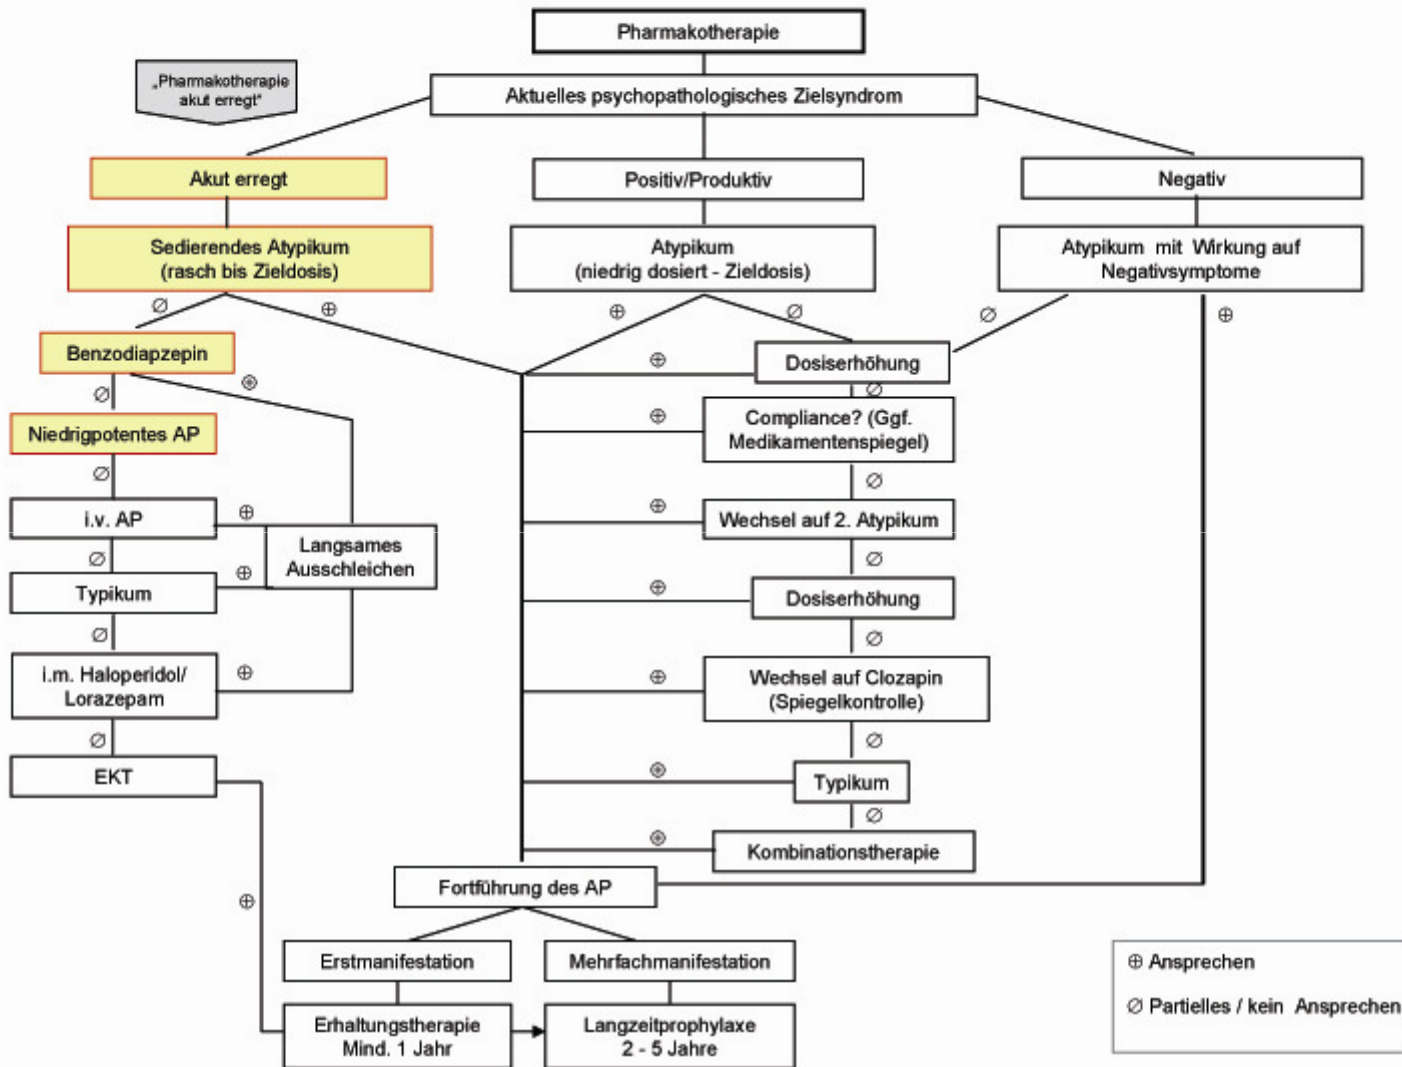 Pharmakotherapie
„Pharmakotherapie
akut erregt"
Aktuelles psychopathologisches Zielsyndrom
Akut erregt
Positiv/Produktiv
Negativ
Sedierendes Atypikum
(rasch bis Zieldosis)
Atypikum
(niedrig dosiert - Zieldosis)
Atypikum mit Wirkung auf
Negativsymptome
∅
⊕
⊕
∅
∅
⊕
Benzodiapzepin
⊕
Dosiserhöhung
∅
⊕
∅
Niedrigpotentes AP
⊕
Compliance? (Ggf.
Medikamentenspiegel)
∅
∅
i.v. AP
⊕
⊕
Wechsel auf 2. Atypikum
Langsames
Ausschleichen
∅
∅
Typikum
⊕
⊕
Dosiserhöhung
∅
∅
i.m. Haloperidol/
Lorazepam
⊕
⊕
Wechsel auf Clozapin
(Spiegelkontrolle)
∅
∅
EKT
⊕
Typikum
∅
⊕
Kombinationstherapie
Fortführung des AP
⊕
Erstmanifestation
Mehrfachmanifestation
Erhaltungstherapie
Mind. 1 Jahr
Langzeitprophylaxe
2 - 5 Jahre
⊕ Ansprechen
∅ Partielles / kein Ansprechen